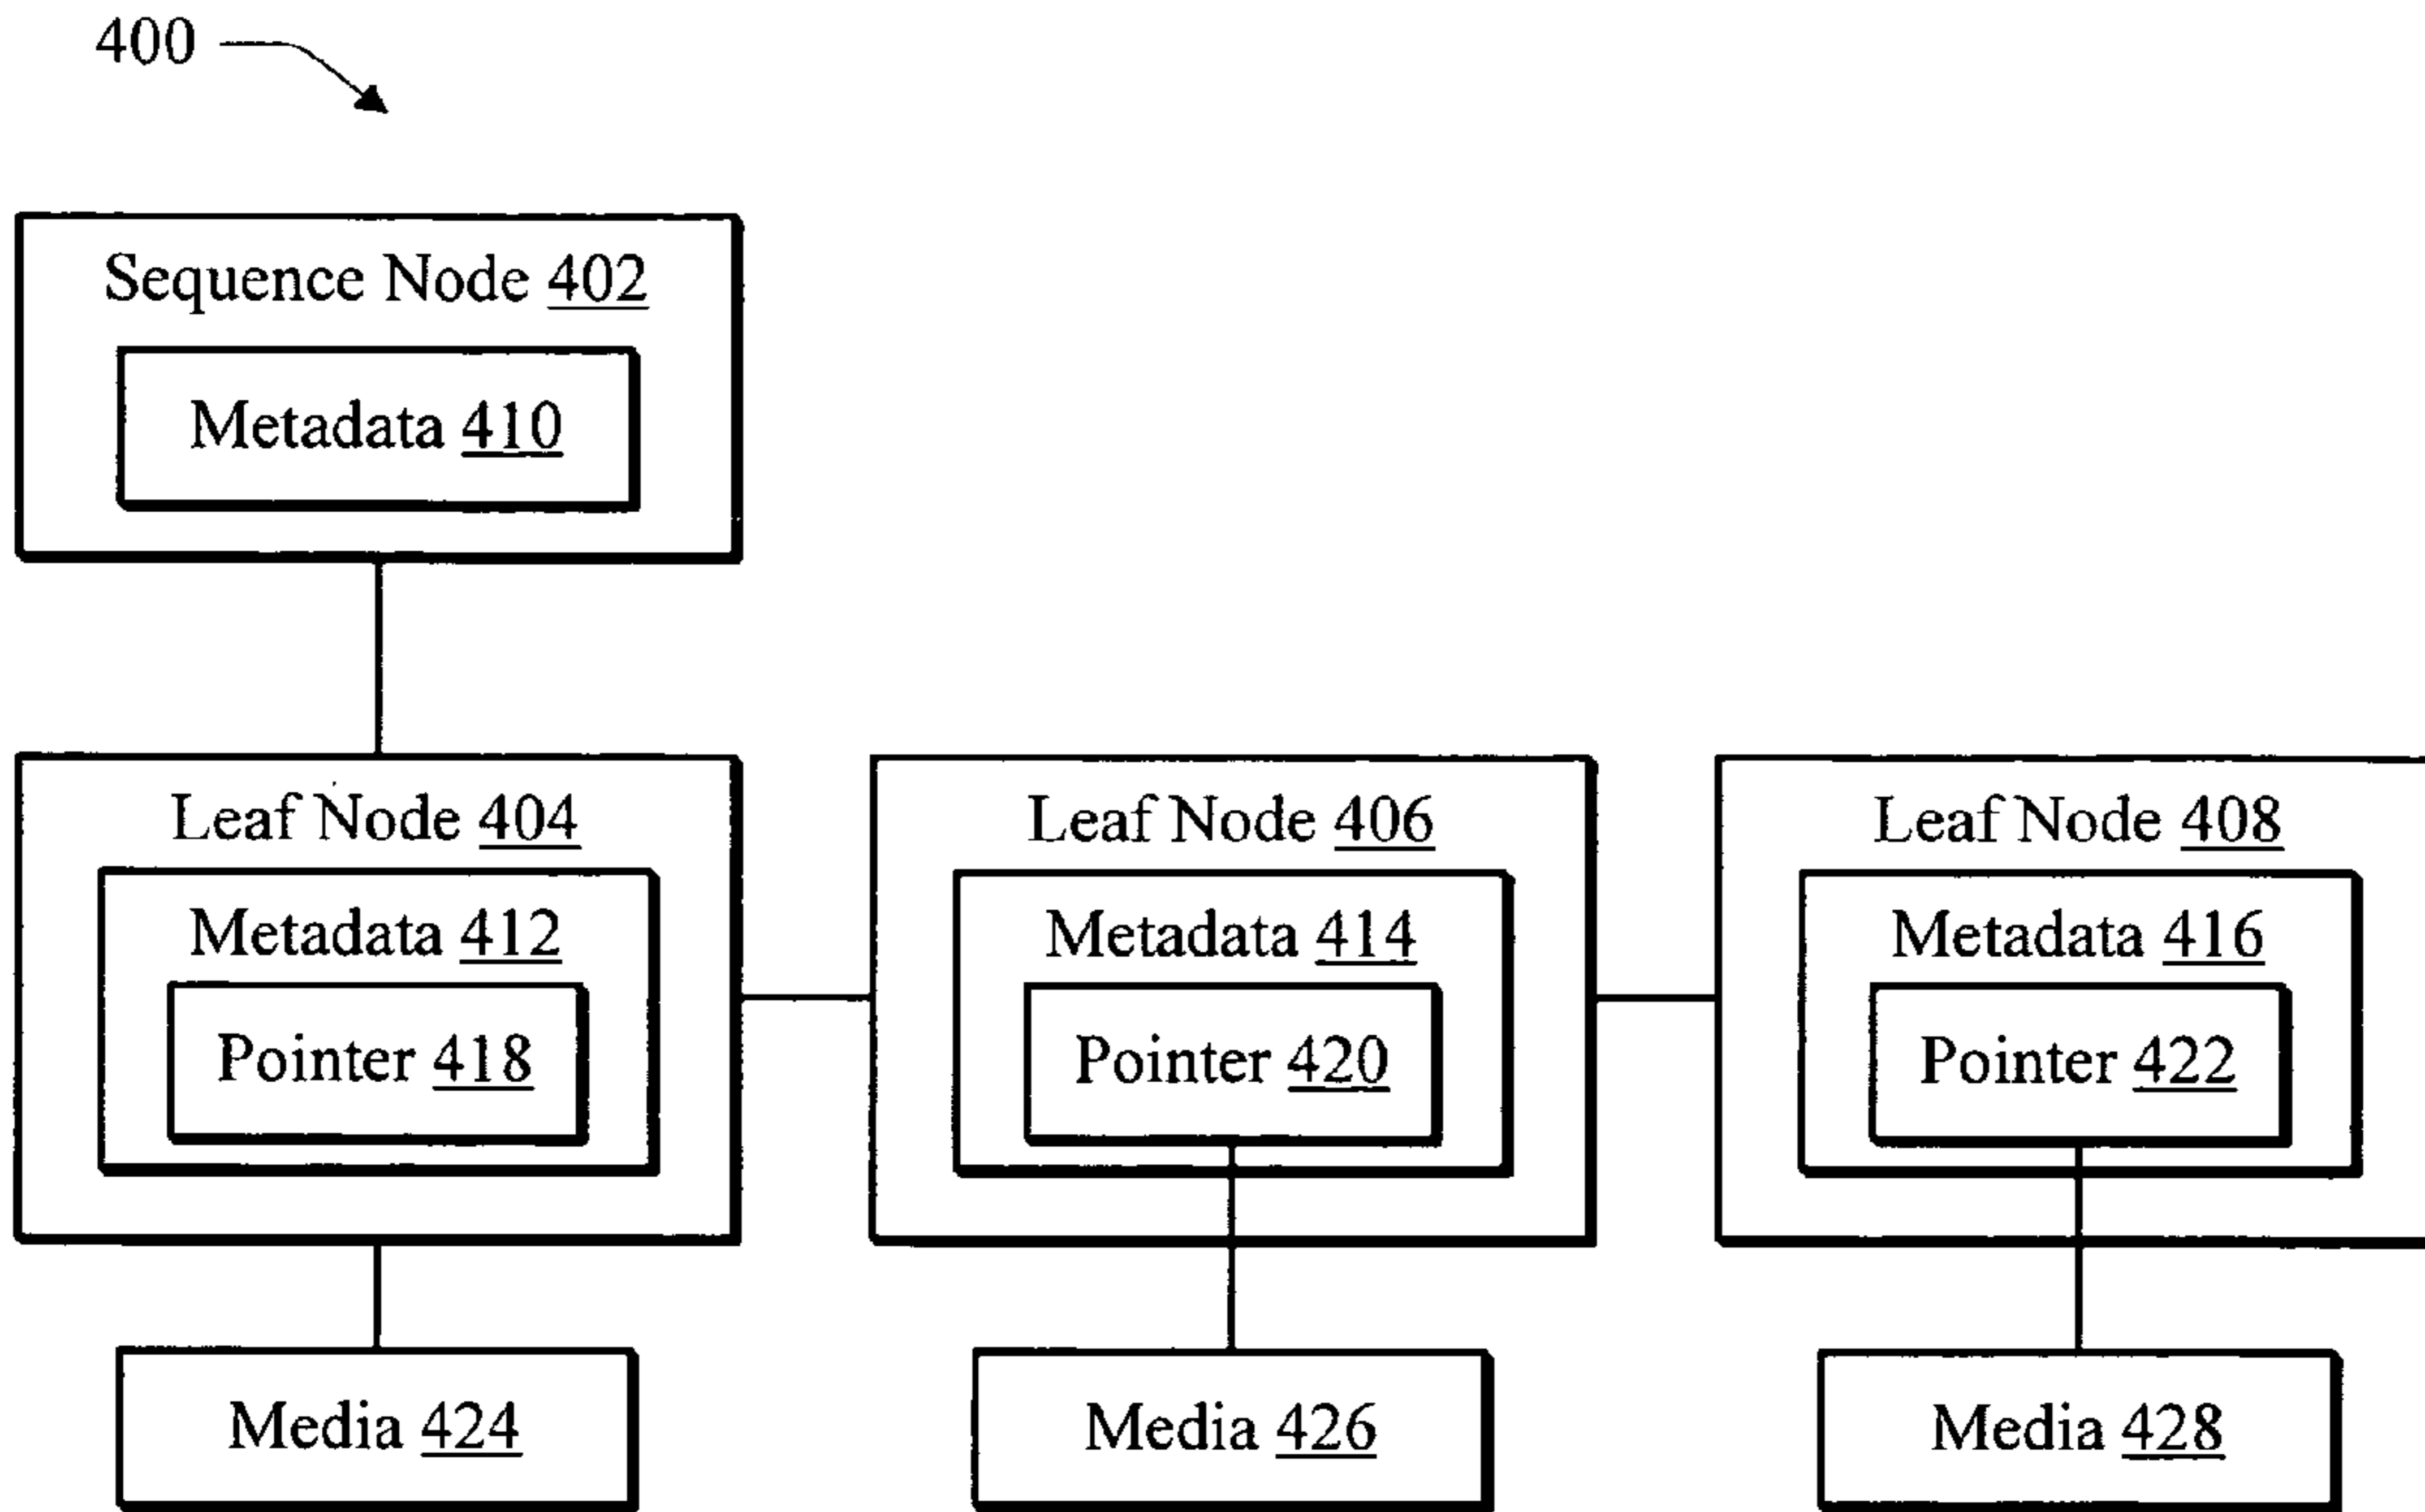 400
Sequence Node 402
Metadata 410
Leaf Node 404
Metadata 412
Pointer 418
Leaf Node 406
Metadata 414
Pointer 420
Leaf Node 408
Metadata 416
Pointer 422
Media 424
Media 426
Media 428